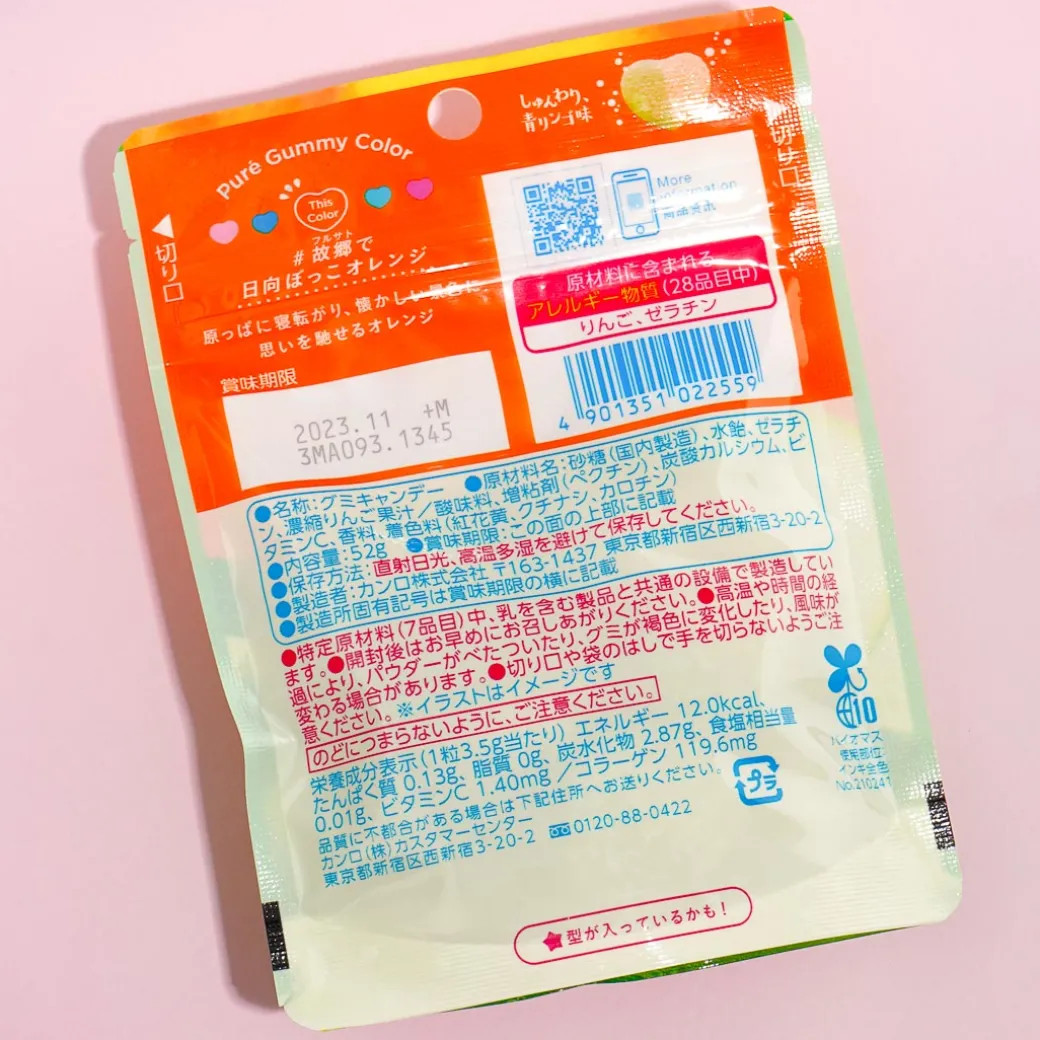 しゅんわり、
青リンゴ味
切り口
Puré Gummy Color
This
Color
フルサト
#故郷で
日向ぼっこオレンジ
原っぱに寝転がり、懐かしい景色に
思いを馳せるオレンジ
切り口
More
information
商品資訊
原材料に含まれる
アレルギー物質(28品目中)
りんご、ゼラチン
4 901351 022559
賞味期限
2023.11 +M
3MA093.1345
●名称:グミキャンデー ●原材料名:砂糖(国内製造)、水飴、ゼラチ
ン、濃縮りんご果汁/酸味料、増粘剤(ペクチン)、炭酸カルシウム、ビ
タミンC、香料、着色料(紅花黄、クチナシ、カロチン)
●内容量:52g ●賞味期限:この面の上部に記載
●保存方法:直射日光、高温多湿を避けて保存してください。
●製造者:カンロ株式会社 〒163-1437 東京都新宿区西新宿3-20-2
●製造所固有記号は賞味期限の横に記載
●特定原材料(7品目)中、乳を含む製品と共通の設備で製造してい
ます。●開封後はお早めにお召しあがりください。●高温や時間の経
過により、パウダーがべたついたり、グミが褐色に変化したり、風味が
変わる場合があります。●切り口や袋のはしで手を切らないようご注
意ください。※イラストはイメージです
のどにつまらないように、ご注意ください。
栄養成分表示(1粒3.5g当たり) エネルギー 12.0kcal、
たんぱく質 0.13g、脂質 0g、炭水化物 2.87g、食塩相当量
0.01g、ビタミンC 1.40mg/コラーゲン 119.6mg
品質に不都合がある場合は下記住所へお送りください。
カンロ(株)カスタマーセンター 0120-88-0422
東京都新宿区西新宿3-20-2
プラ
バイオマス
使用部位:
インキ金色
No.210241
型が入っているかも!